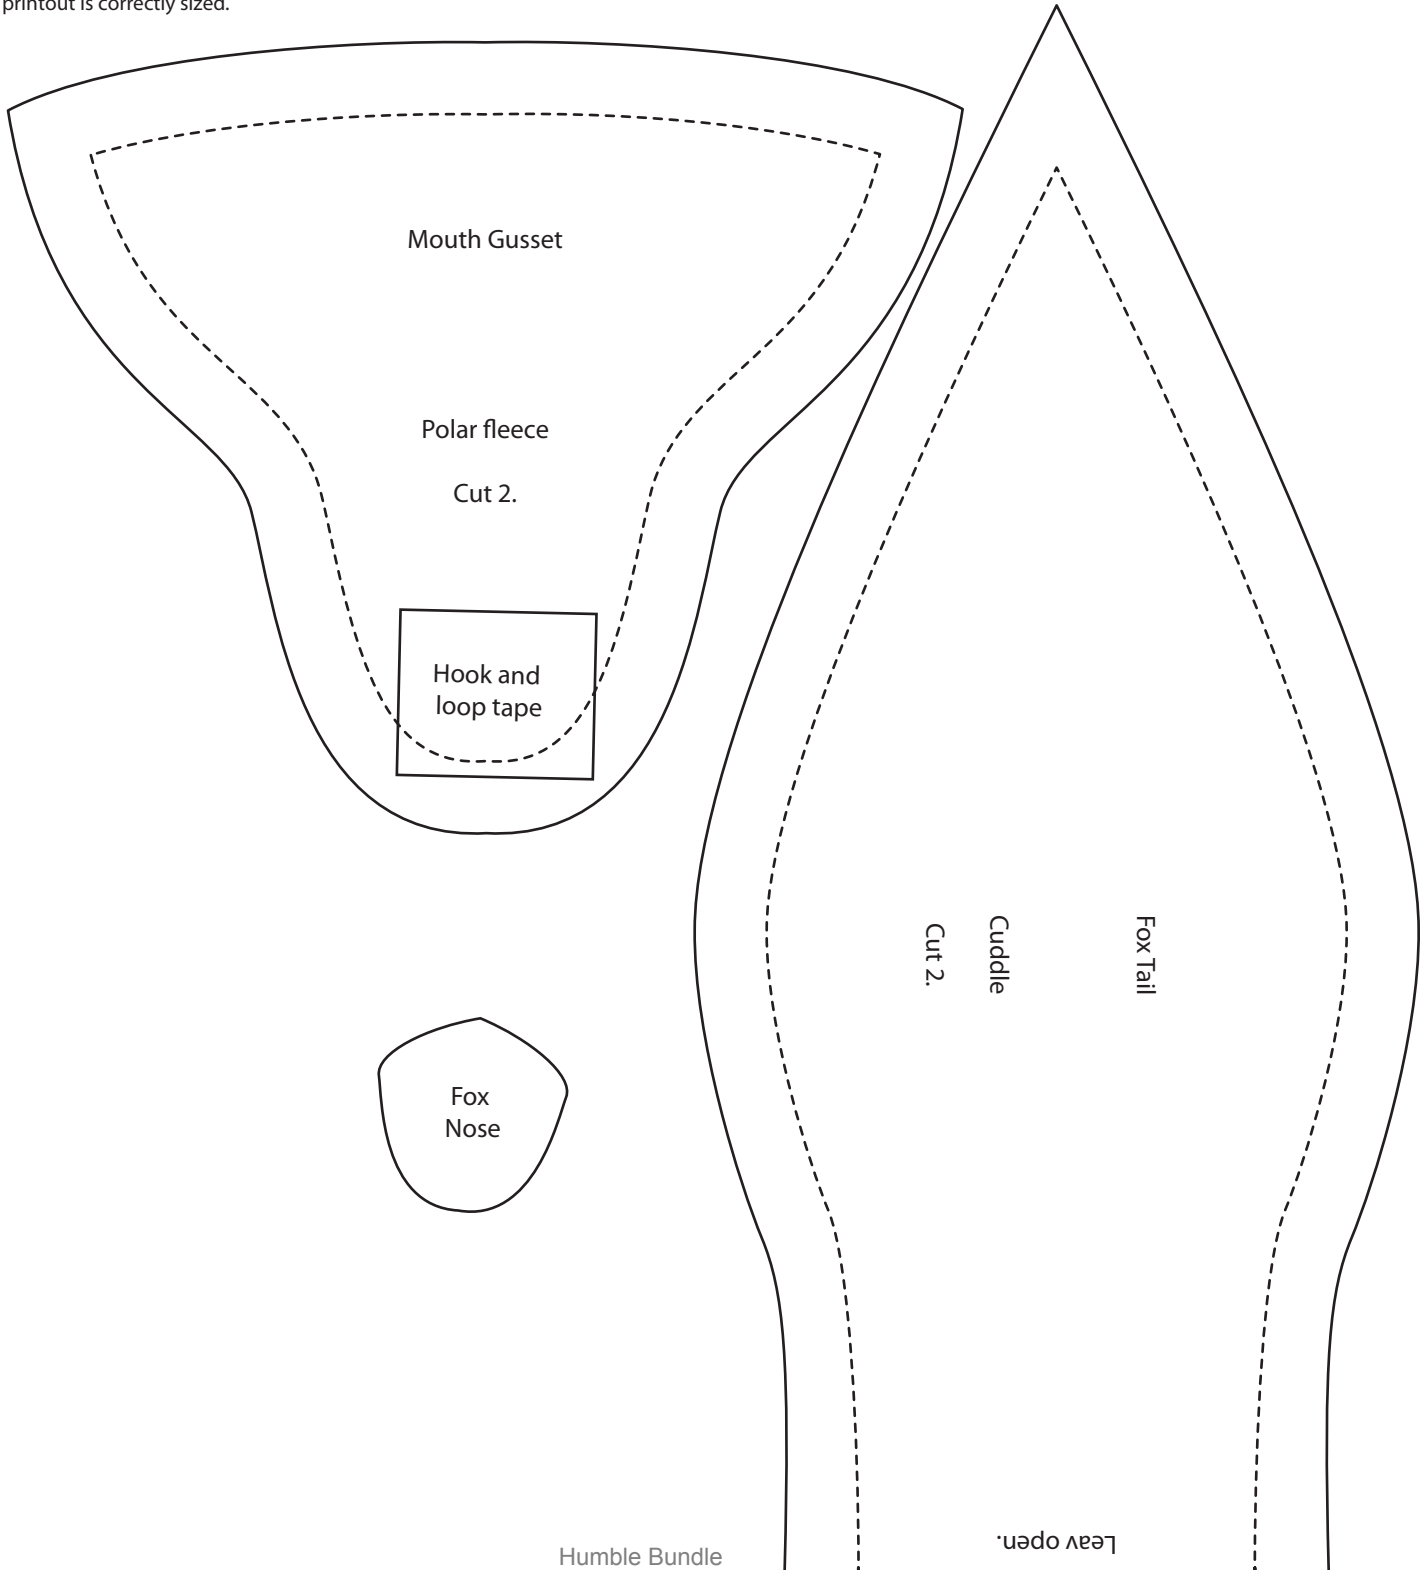 printout is correctly sized.
Mouth Gusset
Polar fleece
Cut 2.
Hook and
loop tape
Fox Tail
Cuddle
Cut 2.
Fox
Nose
Leav open.
Humble Bundle